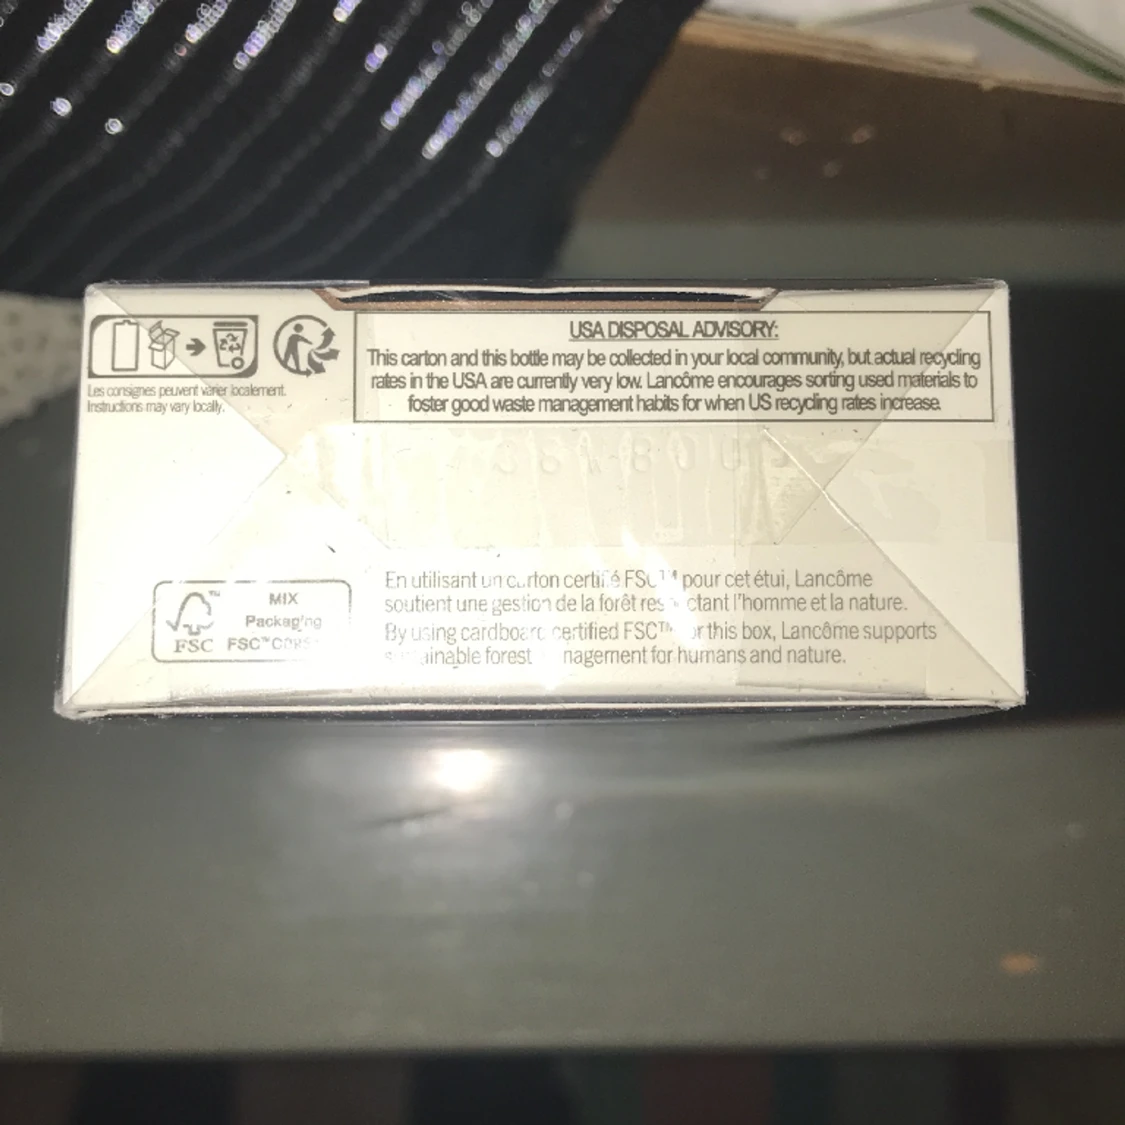 USA DISPOSAL ADVISORY:
This carton and this bottle may be collected in your local community, but actual recycling
rates in the USA are currently very low. Lancôme encourages sorting used materials to
foster good waste management habits for when US recycling rates increase.
Les consignes peuvent varier localement.
Instructions may vary locally.
MIX
Packaging
FSC FSC™
En utilisant un carton certifié FSC™ pour cet étui, Lancôme
soutient une gestion de la forêt l'homme et la nature.
By using cardboard certified FSC™ for this box, Lancôme supports
forest for humans and nature.